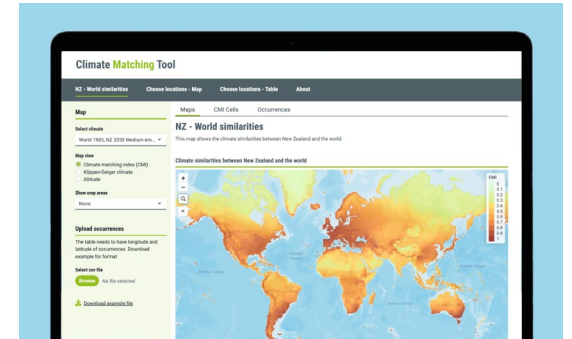 Climate Matching Tool
NZ - World similarities
Choose locations - Map
Choose locations - Table
About
Map
Select climate
World 1983, NZ 2050 Medium em...
Map view
Climate matching index (CMI)
Köppen-Geiger climate
Altitude
Show crop areas
None
Upload occurrences
The table needs to have longitude and
latitude of occurrences. Download
example for format
Select csv file
Browse
No file selected
Download example file
Maps
CMI Cells
Occurrences
NZ - World similarities
This map shows the climate similarities between New Zealand and the world.
Climate similarities between New Zealand and the world
+
−
CMI
0
0.1
0.2
0.3
0.4
0.5
0.6
0.7
0.8
0.9
1